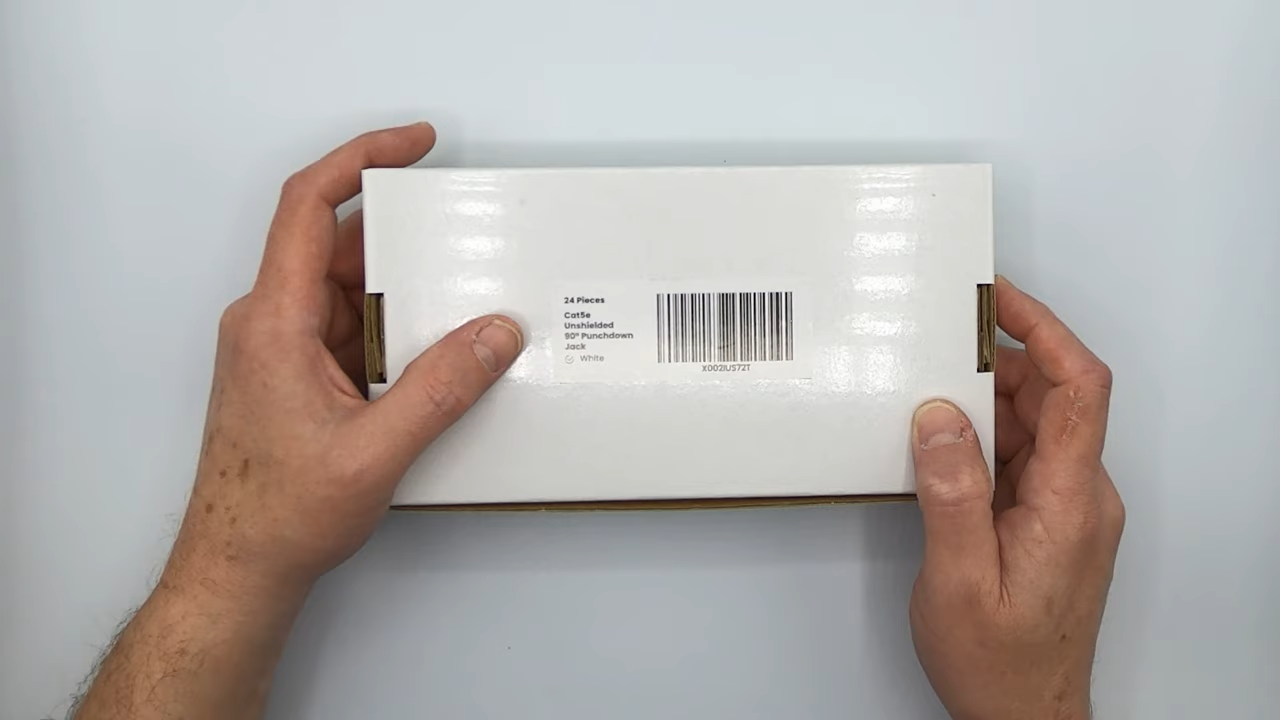 24 Pieces
Cat5e
Unshielded
90° Punchdown
Jack
White
X002IUS72T